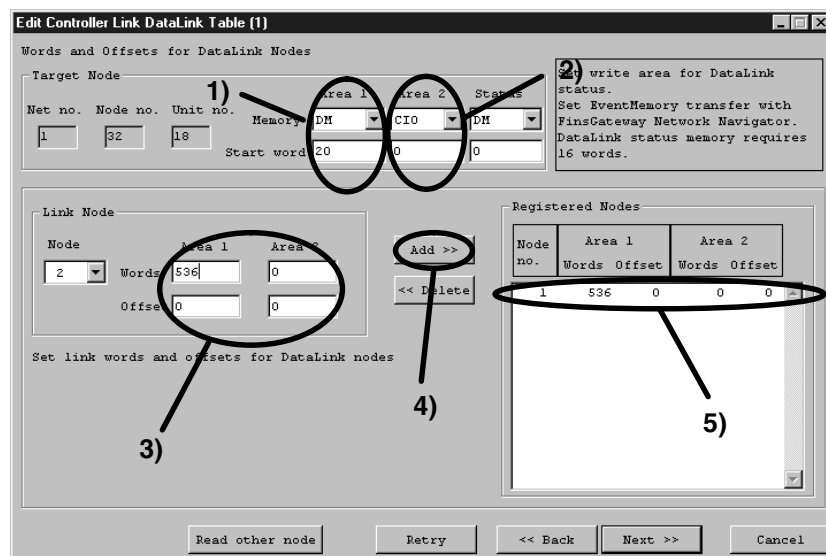 Edit Controller Link DataLink Table (1)
Words and Offsets for DataLink Nodes
Target Node
1)
2)
Net no. Node no. Unit no.
Area 1 Area 2 Status
Memory DM CIO DM
1 32 18
Start word 20 0 0
Set write area for DataLink
status.
Set EventMemory transfer with
FinsGateway Network Navigator.
DataLink status memory requires
16 words.
Link Node
Node Area 1 Area 2
2 Words 536 0
Offset 0 0
Add >>
<< Delete
Set link words and offsets for DataLink nodes
3)
4)
Registered Nodes
Node no. Area 1 Area 2
Words Offset Words Offset
1 536 0 0 0
5)
Read other node Retry << Back Next >> Cancel